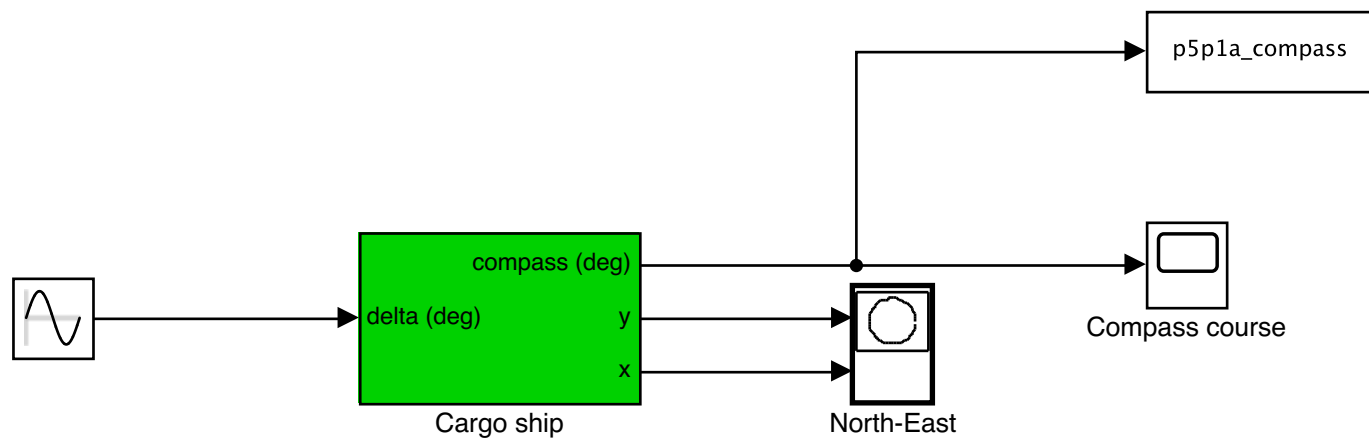 p5p1a_compass
compass (deg)
delta (deg)
y
x
Compass course
Cargo ship
North-East